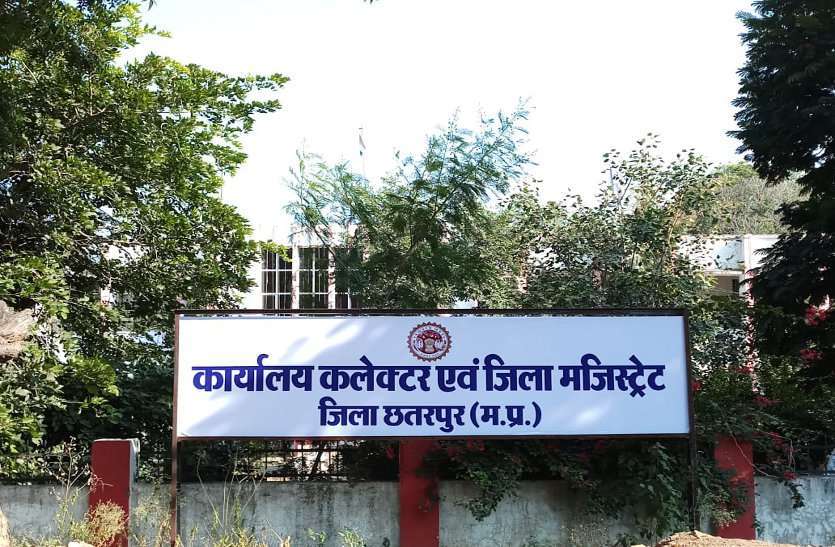 कार्यालय कलेक्टर एवं जिला मजिस्ट्रेट
जिला छतरपुर (म.प्र.)